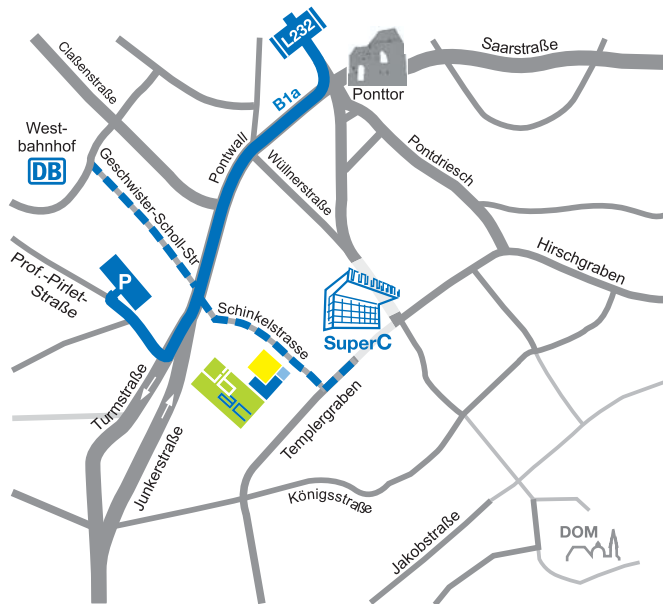 L232
Saarstraße
Claßenstraße
B1a
Ponttor
West-
bahnhof
DB
Pontwall
Wüllnerstraße
Pontdriesch
Geschwister-Scholl-Str
Hirschgraben
Prof.-Pirlet-
Straße
P
Schinkelstrasse
SuperC
ibac
Turmstraße
Templergraben
Junkerstraße
Königsstraße
Jakobstraße
DOM